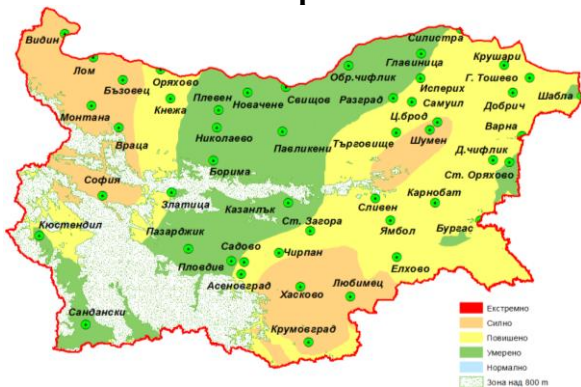 Видин
Силистра
Лом
Главиница
Крушари
Бъзовец
Оряхово
Обр.чифлик
Г. Тошево
Плевен
Новачене
Свищов
Разград
Исперих
Шабла
Монтана
Кнежа
Самуил
Добрич
Ц.брод
Враца
Николаево
Павликени
Търговище
Шумен
Варна
Борима
Д.чифлик
София
Ст. Оряхово
Златица
Казанлък
Сливен
Карнобат
Кюстендил
Ст. Загора
Ямбол
Бургас
Пазарджик
Садово
Чирпан
Пловдив
Елхово
Асеновград
Хасково
Любимец
Сандански
Крумовград
Екстремно
Силно
Повишено
Умерено
Нормално
Зона над 800 m